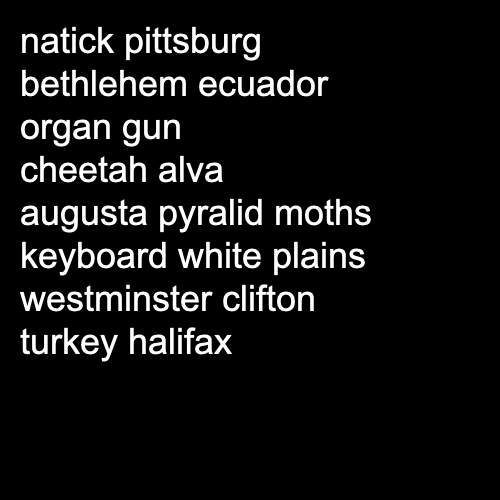 natick pittsburg
bethlehem ecuador
organ gun
cheetah alva
augusta pyralid moths
keyboard white plains
westminster clifton
turkey halifax